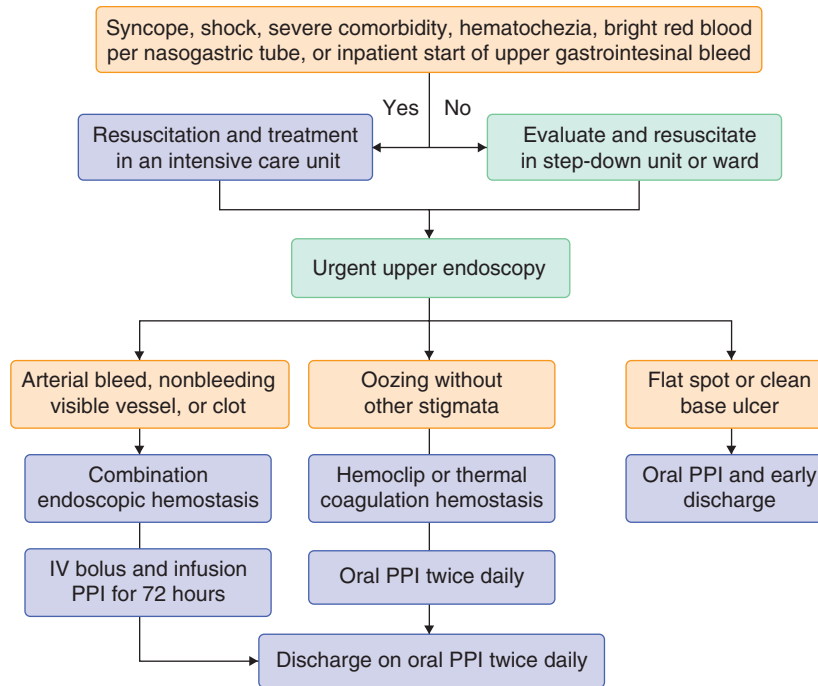 Syncope, shock, severe comorbidity, hematochezia, bright red blood
per nasogastric tube, or inpatient start of upper gastrointestinal bleed
Yes
No
Resuscitation and treatment
in an intensive care unit
Evaluate and resuscitate
in step-down unit or ward
Urgent upper endoscopy
Arterial bleed, nonbleeding
visible vessel, or clot
Oozing without
other stigmata
Flat spot or clean
base ulcer
Combination
endoscopic hemostasis
Hemoclip or thermal
coagulation hemostasis
Oral PPI and early
discharge
IV bolus and infusion
PPI for 72 hours
Oral PPI twice daily
Discharge on oral PPI twice daily